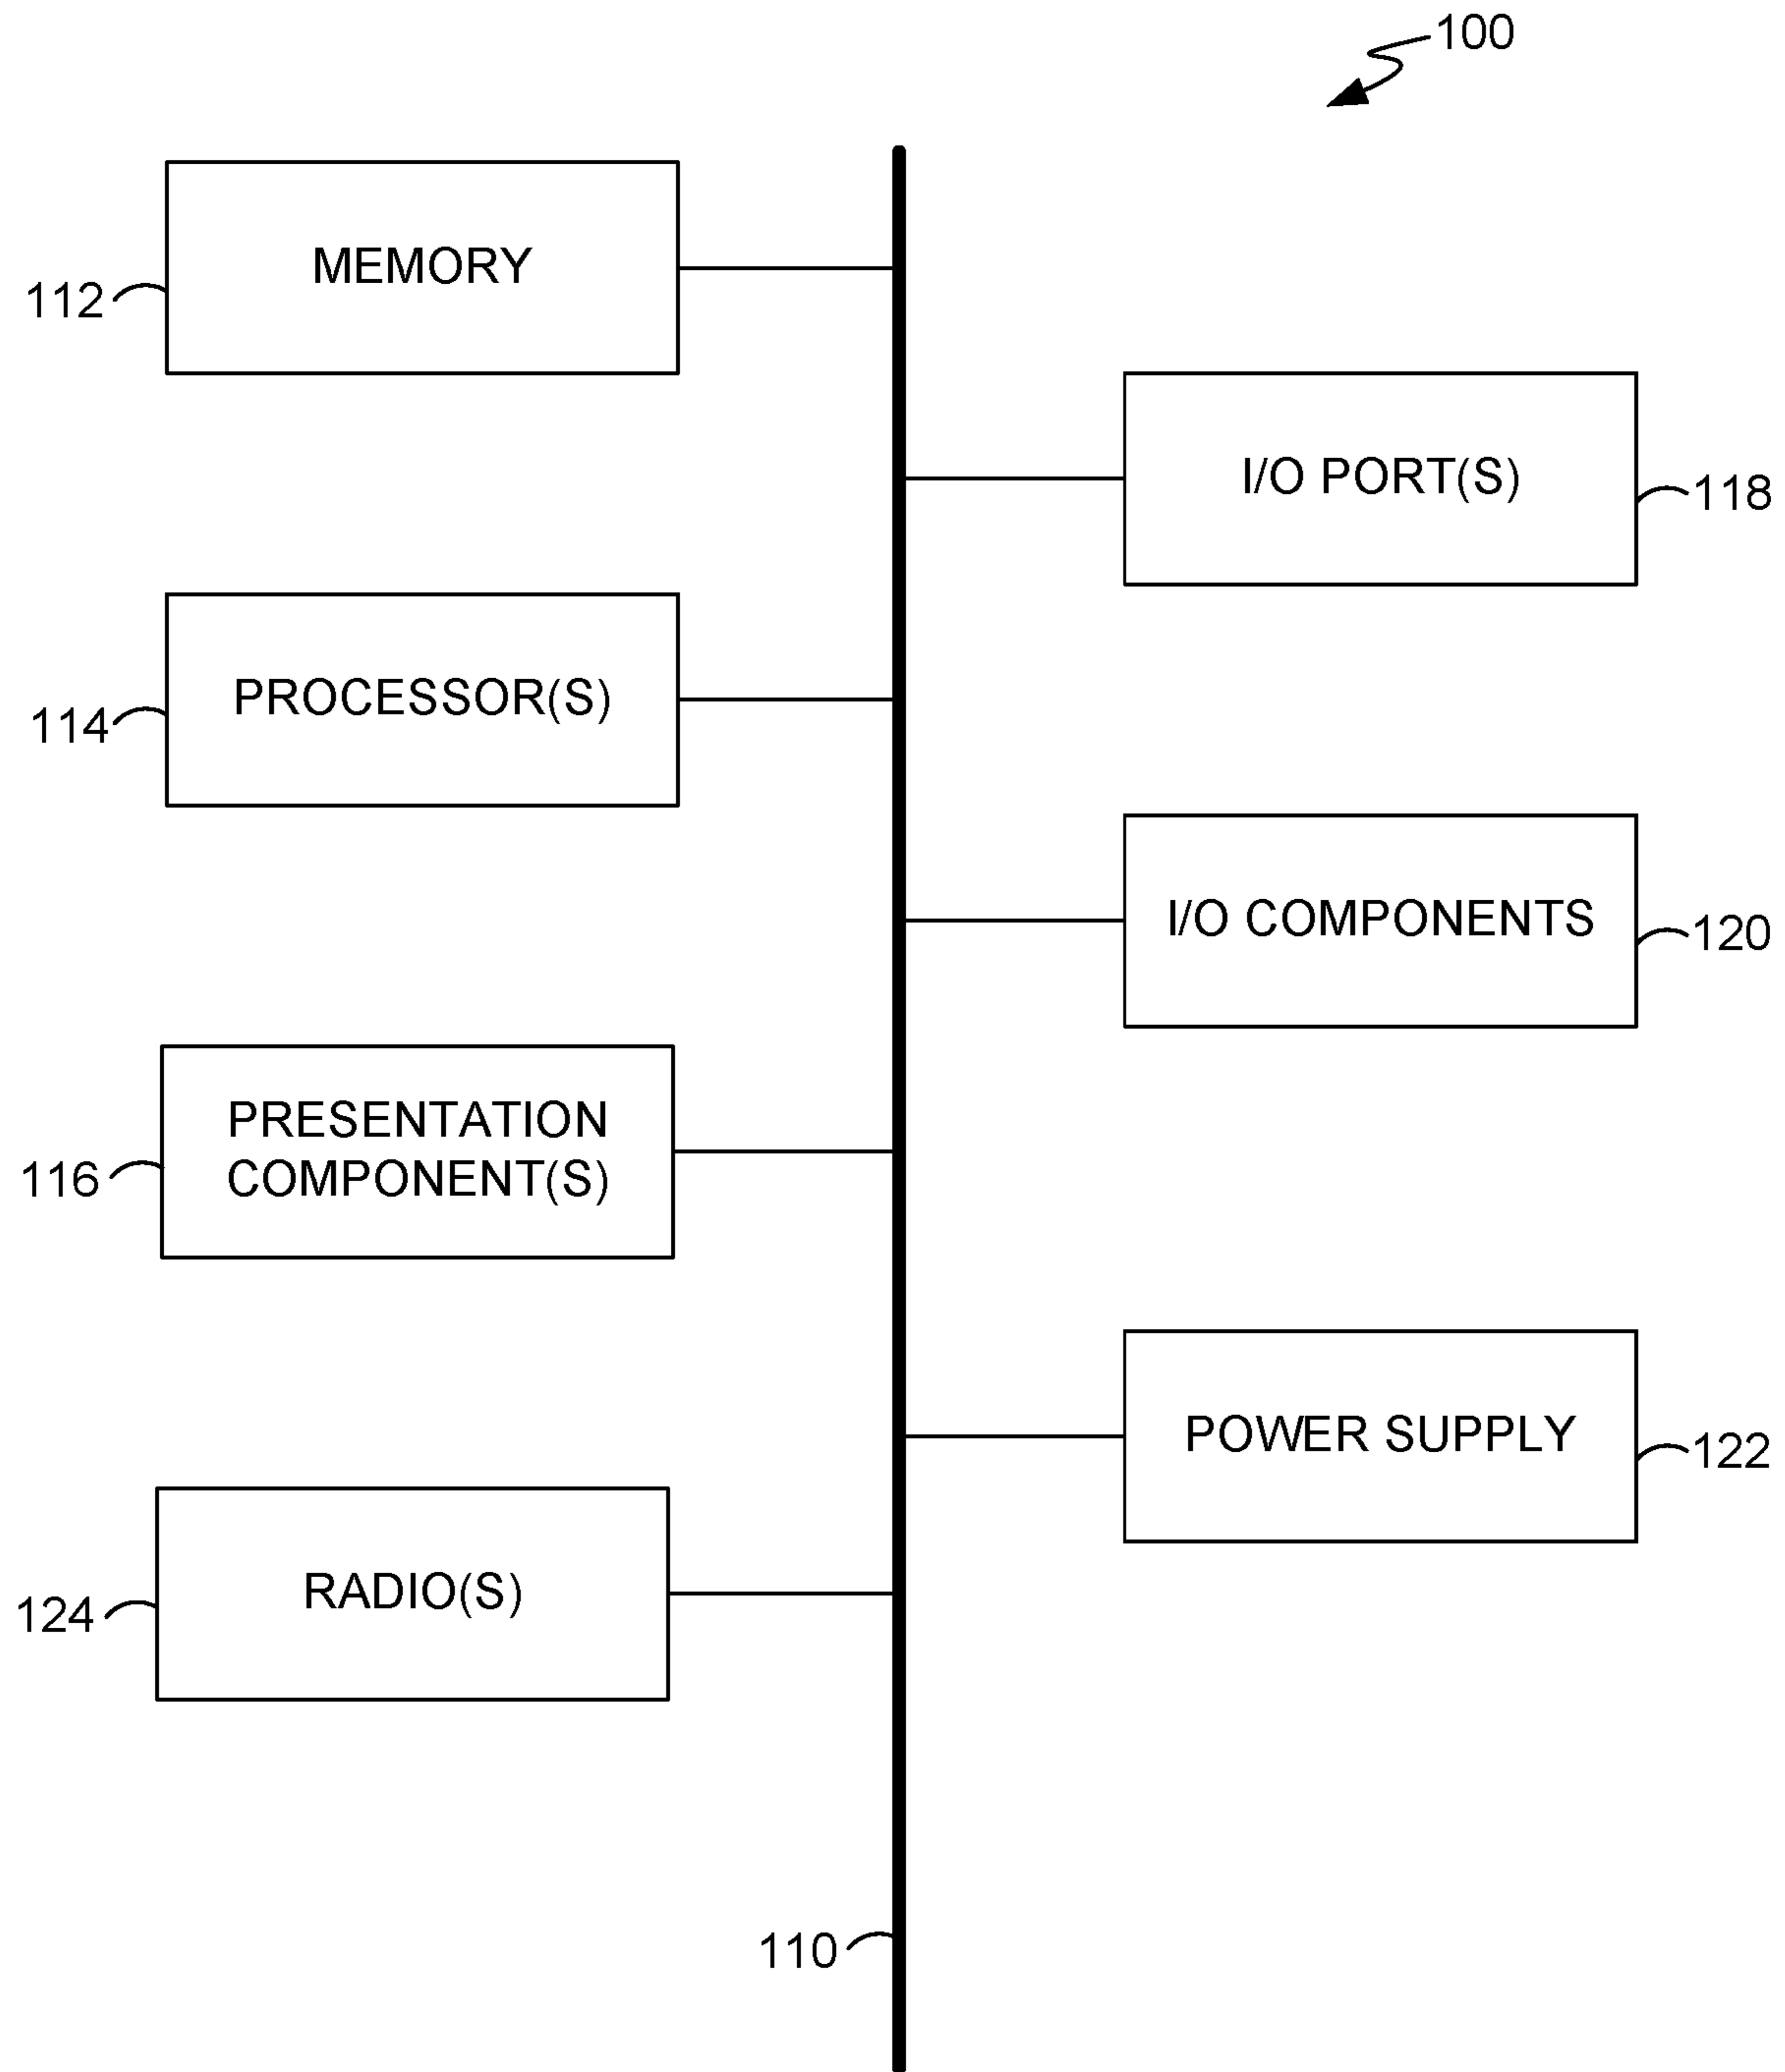 100
MEMORY
112
I/O PORT(S)
118
PROCESSOR(S)
114
I/O COMPONENTS
120
PRESENTATION
COMPONENT(S)
116
POWER SUPPLY
122
RADIO(S)
124
110